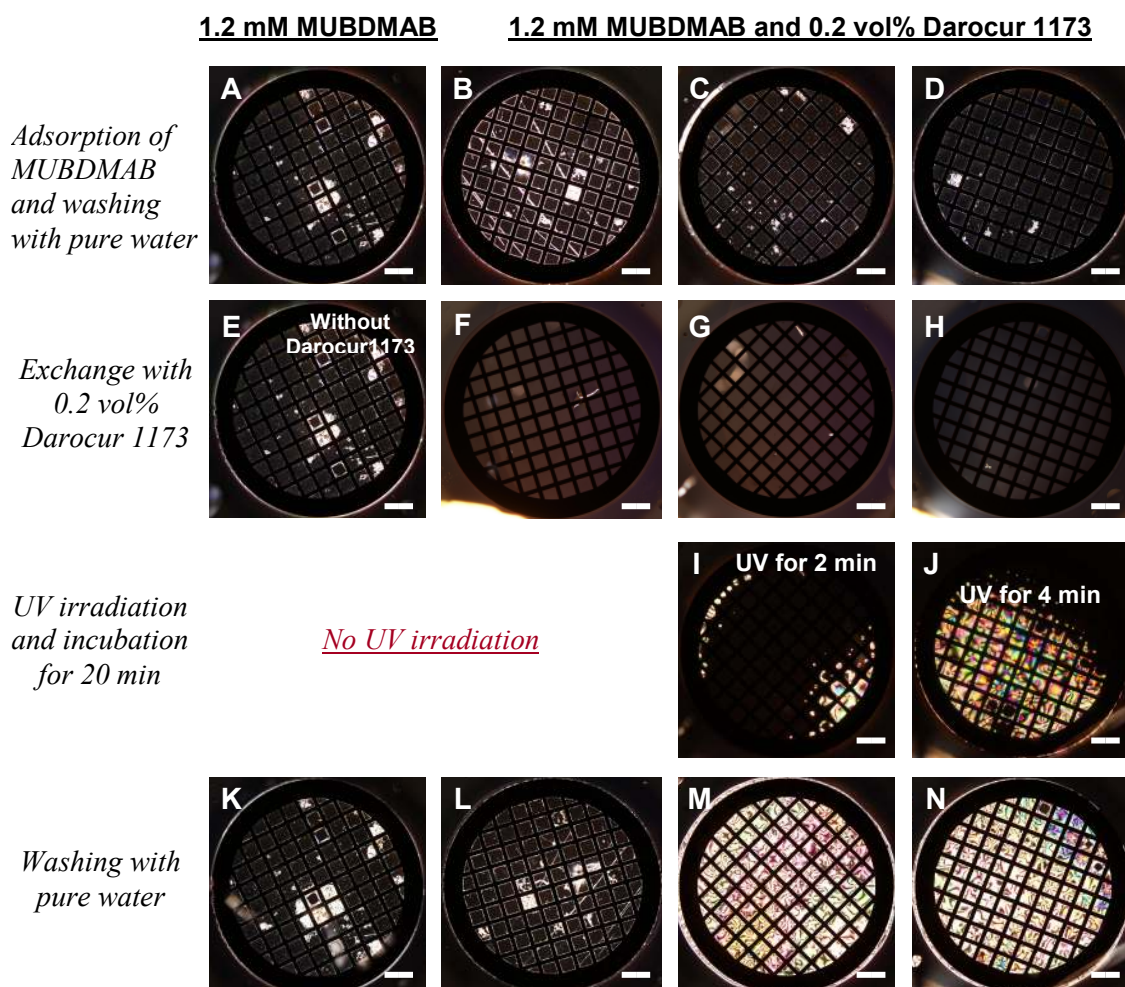 1.2 mM MUBDMAB
1.2 mM MUBDMAB and 0.2 vol% Darocur 1173
A
B
C
D
Adsorption of
MUBDMAB
and washing
with pure water
E
Without
Darocur1173
F
G
H
Exchange with
0.2 vol%
Darocur 1173
I
UV for 2 min
J
UV for 4 min
UV irradiation
and incubation
for 20 min
No UV irradiation
K
L
M
N
Washing with
pure water